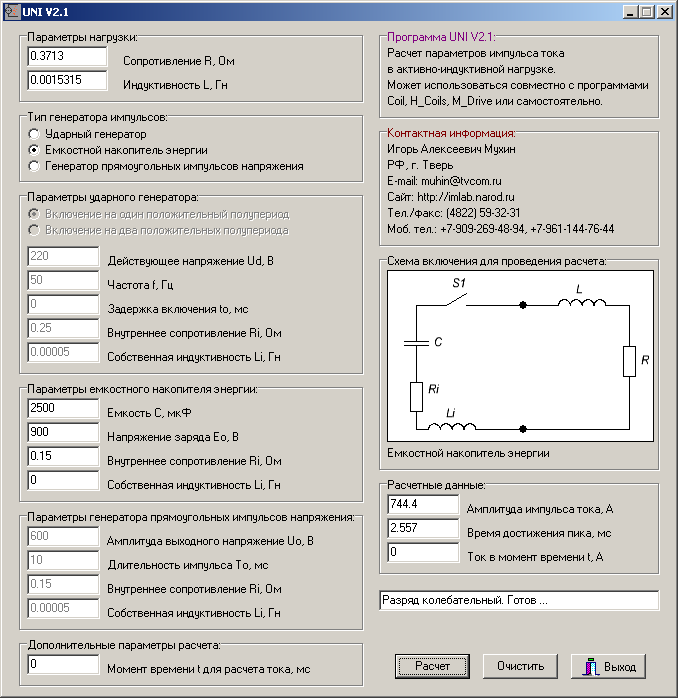 UNI V2.1
Параметры нагрузки:
0.3713 Сопротивление R, Ом
0.0015315 Индуктивность L, Гн
Тип генератора импульсов:
Ударный генератор
Емкостной накопитель энергии
Генератор прямоугольных импульсов напряжения
Параметры ударного генератора:
Включение на один положительный полупериод
Включение на два положительных полупериода
220 Действующее напряжение Ud, В
50 Частота f, Гц
0 Задержка включения to, мс
0.25 Внутреннее сопротивление Ri, Ом
0.00005 Собственная индуктивность Li, Гн
Параметры емкостного накопителя энергии:
2500 Емкость С, мкФ
900 Напряжение заряда Eo, В
0.15 Внутреннее сопротивление Ri, Ом
0 Собственная индуктивность Li, Гн
Параметры генератора прямоугольных импульсов напряжения:
600 Амплитуда выходного напряжения Uo, В
10 Длительность импульса To, мс
0.15 Внутреннее сопротивление Ri, Ом
0.00005 Собственная индуктивность Li, Гн
Дополнительные параметры расчета:
0 Момент времени t для расчета тока, мс
Программа UNI V2.1:
Расчет параметров импульса тока
в активно-индуктивной нагрузке.
Может использоваться совместно с программами
Coil, H_Coils, M_Drive или самостоятельно.
Контактная информация:
Игорь Алексеевич Мухин
РФ, г. Тверь
E-mail: muhin@tvcom.ru
Сайт: http://imlab.narod.ru
Тел./факс: (4822) 59-32-31
Моб. тел.: +7-909-269-48-94, +7-961-144-76-44
Схема включения для проведения расчета:
S1
L
C
R
Ri
Li
Емкостной накопитель энергии
Расчетные данные:
744.4 Амплитуда импульса тока, А
2.557 Время достижения пика, мс
0 Ток в момент времени t, А
Разряд колебательный. Готов ...
Расчет Очистить Выход